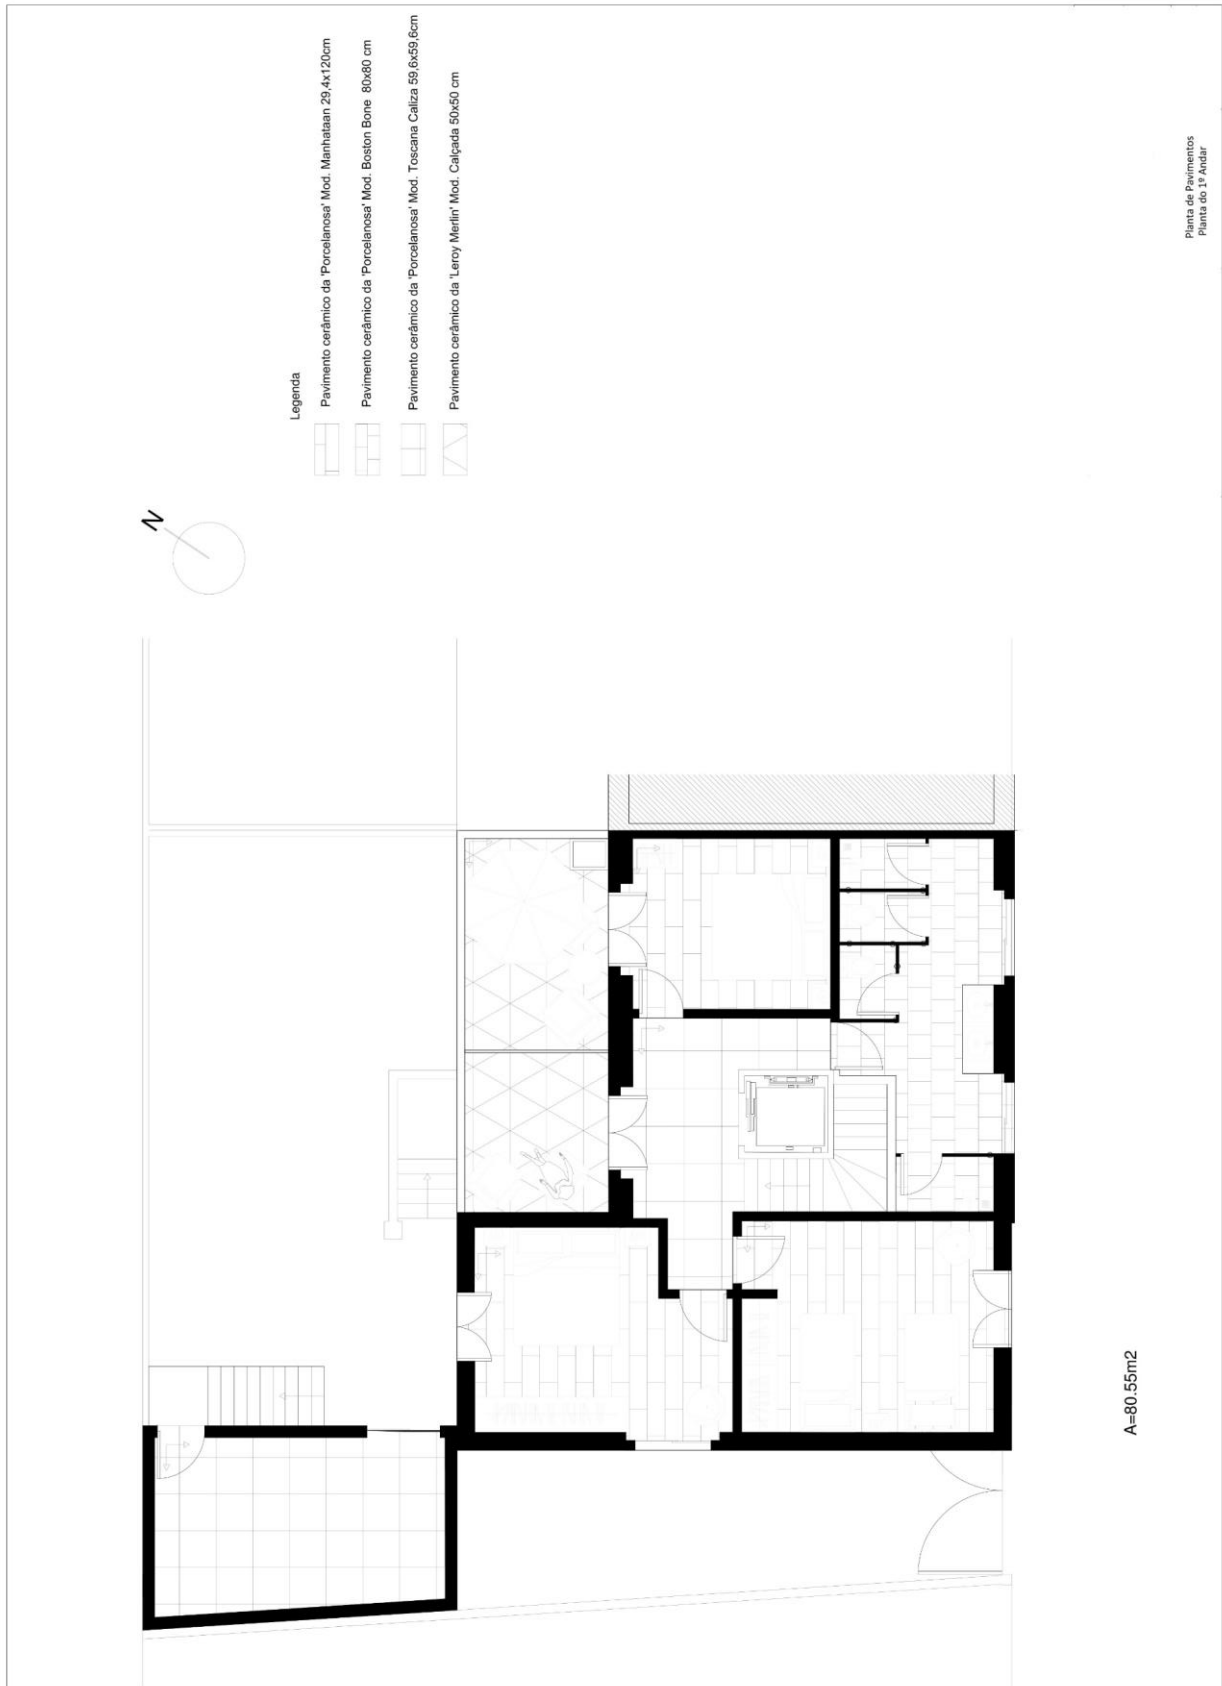 Legenda
Pavimento cerâmico da 'Porcelanosa' Mod. Manhataan 29,4x120cm
Pavimento cerâmico da 'Porcelanosa' Mod. Boston Bone 80x80 cm
Pavimento cerâmico da 'Porcelanosa' Mod. Toscana Caliza 59,6x59,6cm
Pavimento cerâmico da 'Leroy Merlin' Mod. Calçada 50x50 cm
N
A=80.55m2
Planta de Pavimentos
Planta do 1º Andar